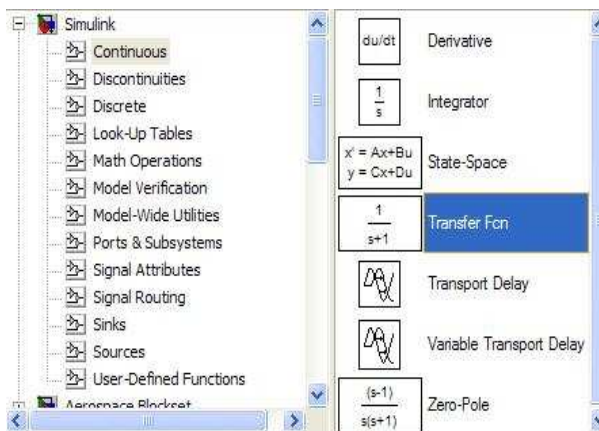 Simulink
Continuous
Discontinuities
Discrete
Look-Up Tables
Math Operations
Model Verification
Model-Wide Utilities
Ports & Subsystems
Signal Attributes
Signal Routing
Sinks
Sources
User-Defined Functions
Aerospace Blockset
du/dt Derivative
1
s
Integrator
x' = Ax+Bu
y = Cx+Du
State-Space
1
s+1
Transfer Fcn
Transport Delay
Variable Transport Delay
(s-1)
s(s+1)
Zero-Pole